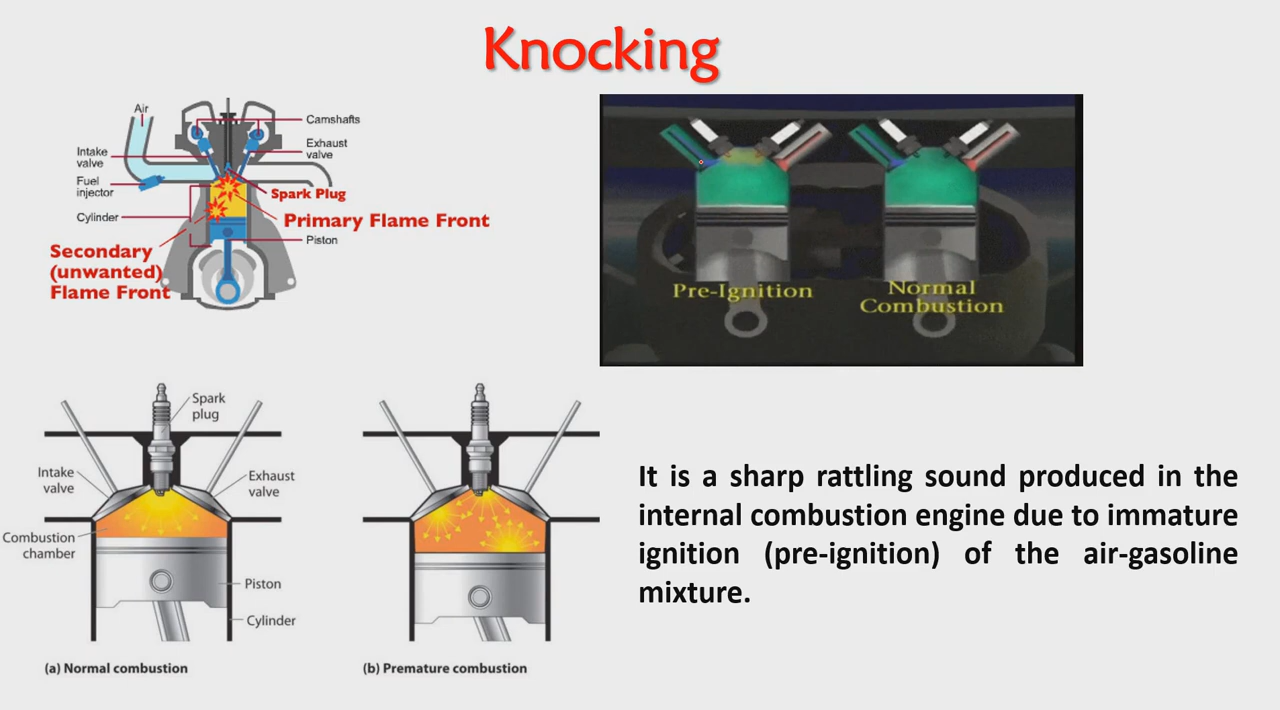 Knocking
Air
Camshafts
Intake
valve
Exhaust
valve
Fuel
injector
Spark Plug
Cylinder
Primary Flame Front
Piston
Secondary
(unwanted)
Flame Front
Pre-Ignition
Normal
Combustion
Spark
plug
Intake
valve
Exhaust
valve
Combustion
chamber
Piston
Cylinder
(a) Normal combustion
(b) Premature combustion
It is a sharp rattling sound produced in the
internal combustion engine due to immature
ignition (pre-ignition) of the air-gasoline
mixture.